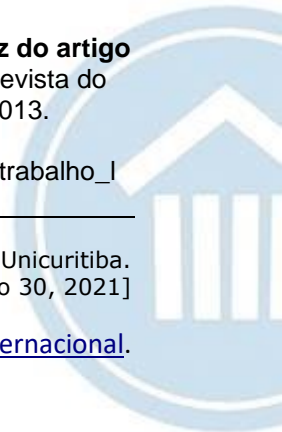 z do artigo
evista do
013.
trabalho_l
Unicuritiba.
o 30, 2021]
ernacional.